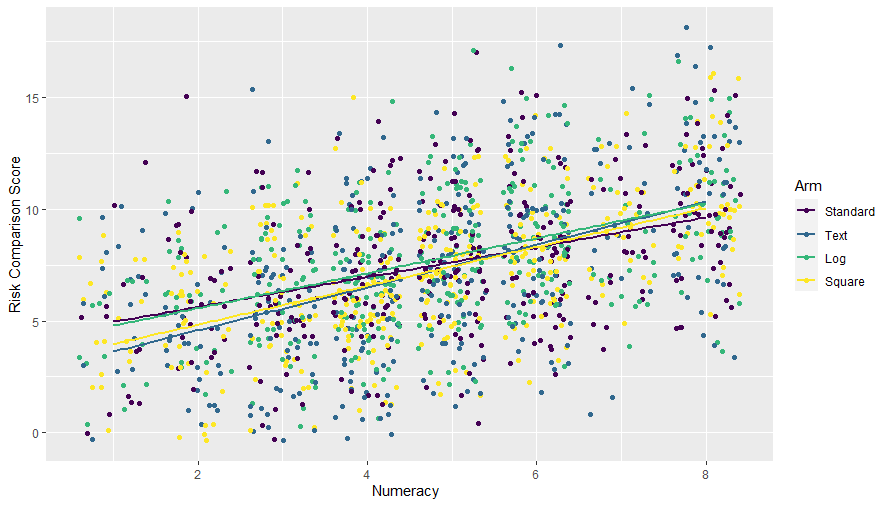 15
10
5
0
Risk Comparison Score
2 4 6 8
Numeracy
Arm
Standard
Text
Log
Square